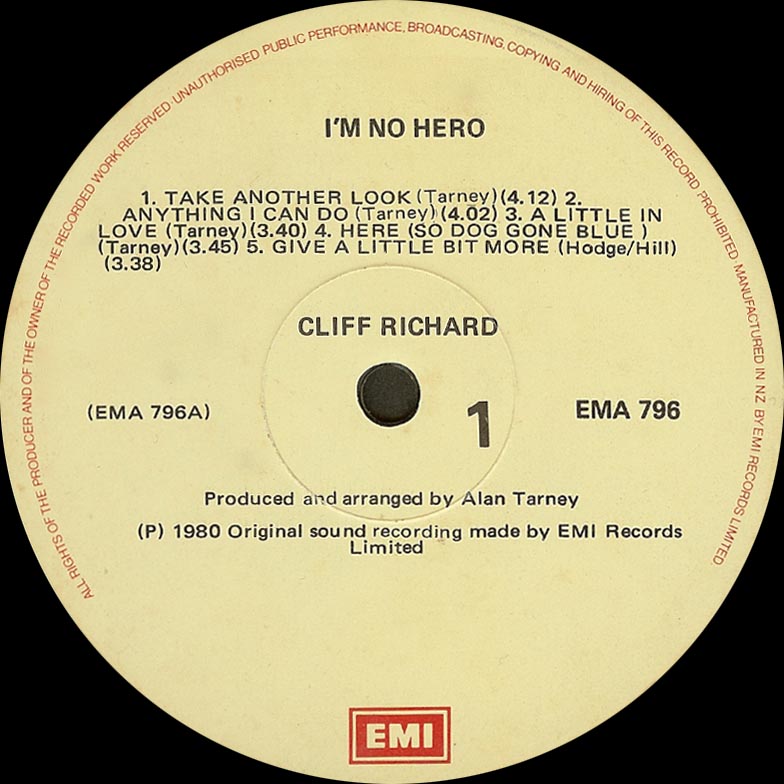 ALL RIGHTS OF THE PRODUCER AND OF THE OWNER OF THE RECORDED WORK RESERVED · UNAUTHORISED PUBLIC PERFORMANCE, BROADCASTING, COPYING AND HIRING OF THIS RECORD PROHIBITED · MANUFACTURED IN NZ BY EMI RECORDS LIMITED.
I'M NO HERO
1. TAKE ANOTHER LOOK (Tarney)(4.12) 2.
ANYTHING I CAN DO (Tarney)(4.02) 3. A LITTLE IN
LOVE (Tarney)(3.40) 4. HERE (SO DOG GONE BLUE )
(Tarney)(3.45) 5. GIVE A LITTLE BIT MORE (Hodge/Hill)
(3.38)
CLIFF RICHARD
(EMA 796A) 1 EMA 796
Produced and arranged by Alan Tarney
(P) 1980 Original sound recording made by EMI Records
Limited
EMI